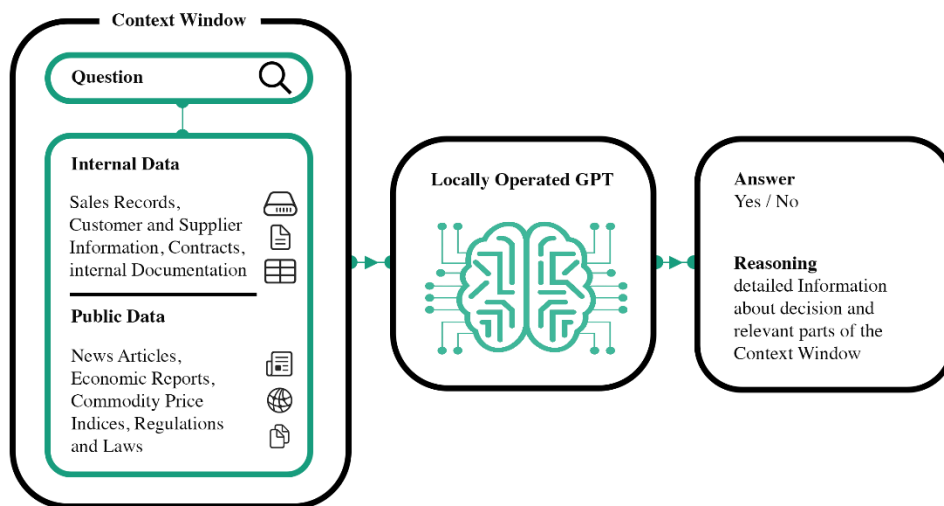 Context Window
Question
Internal Data
Sales Records,
Customer and Supplier
Information, Contracts,
internal Documentation
Public Data
News Articles,
Economic Reports,
Commodity Price
Indices, Regulations
and Laws
Locally Operated GPT
Answer
Yes / No
Reasoning
detailed Information
about decision and
relevant parts of the
Context Window